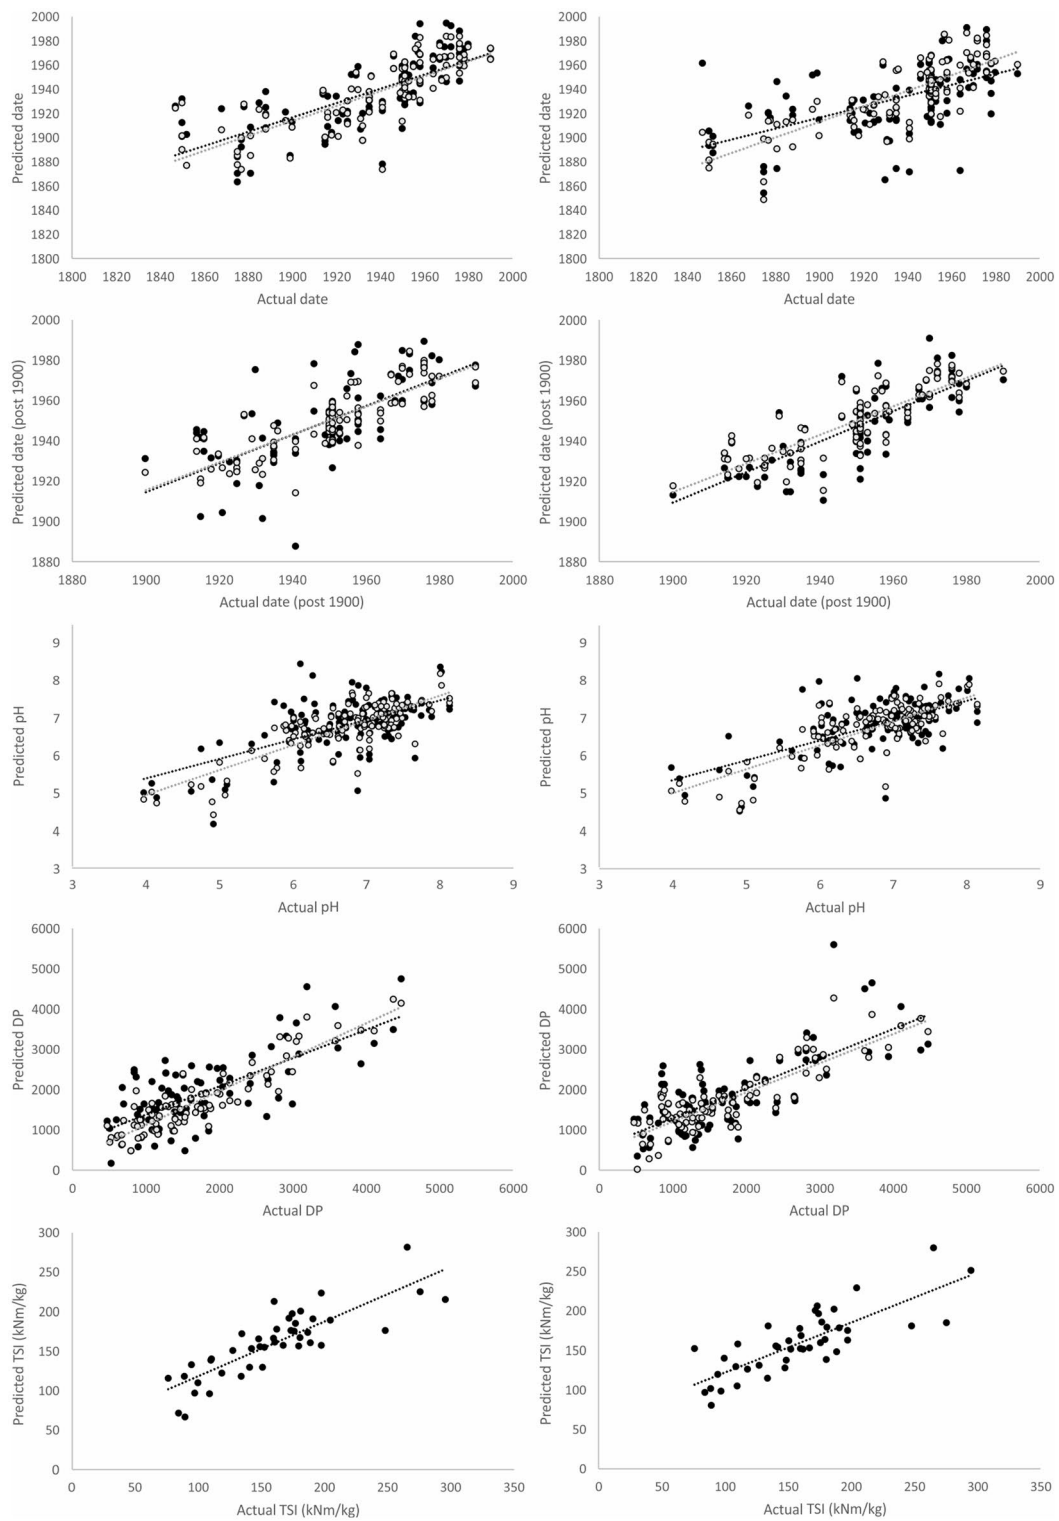 2000 2000
1980 1980
1960 1960
1940 1940
1920 1920
1900 1900
1880 1880
1860 1860
1840 1840
1820 1820
1800 1800
Predicted date Predicted date
1800 1820 1840 1860 1880 1900 1920 1940 1960 1980 2000 1800 1820 1840 1860 1880 1900 1920 1940 1960 1980 2000
Actual date Actual date
2000 2000
1980 1980
1960 1960
1940 1940
1920 1920
1900 1900
1880 1880
Predicted date (post 1900) Predicted date (post 1900)
1880 1900 1920 1940 1960 1980 2000 1880 1900 1920 1940 1960 1980 2000
Actual date (post 1900) Actual date (post 1900)
9 9
8 8
7 7
6 6
5 5
4 4
3 3
Predicted pH Predicted pH
3 4 5 6 7 8 9 3 4 5 6 7 8 9
Actual pH Actual pH
6000 6000
5000 5000
4000 4000
3000 3000
2000 2000
1000 1000
0 0
Predicted DP Predicted DP
0 1000 2000 3000 4000 5000 6000 0 1000 2000 3000 4000 5000 6000
Actual DP Actual DP
300 300
250 250
200 200
150 150
100 100
50 50
0 0
Predicted TSI (kNm/kg) Predicted TSI (kNm/kg)
0 50 100 150 200 250 300 350 0 50 100 150 200 250 300 350
Actual TSI (kNm/kg) Actual TSI (kNm/kg)